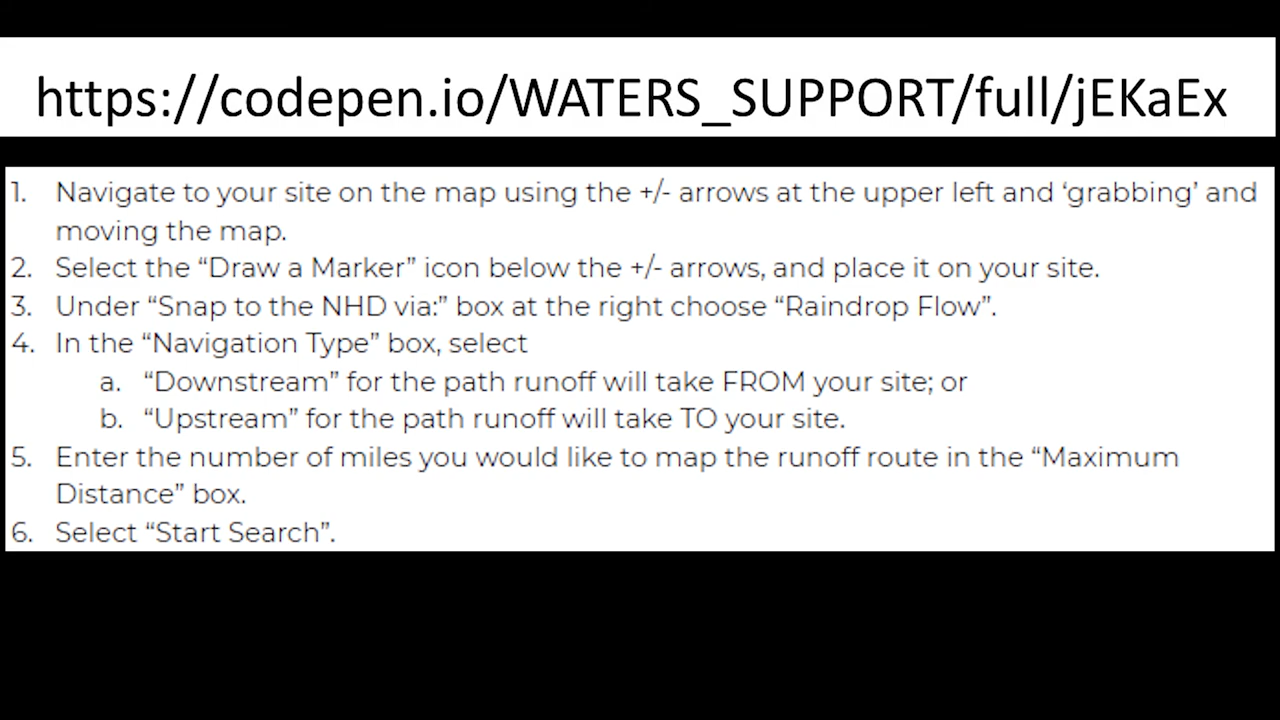 https://codepen.io/WATERS_SUPPORT/full/jEKaEx
1. Navigate to your site on the map using the +/- arrows at the upper left and ‘grabbing’ and
moving the map.
2. Select the “Draw a Marker” icon below the +/- arrows, and place it on your site.
3. Under “Snap to the NHD via:” box at the right choose “Raindrop Flow”.
4. In the “Navigation Type” box, select
a. “Downstream” for the path runoff will take FROM your site; or
b. “Upstream” for the path runoff will take TO your site.
5. Enter the number of miles you would like to map the runoff route in the “Maximum
Distance” box.
6. Select “Start Search”.